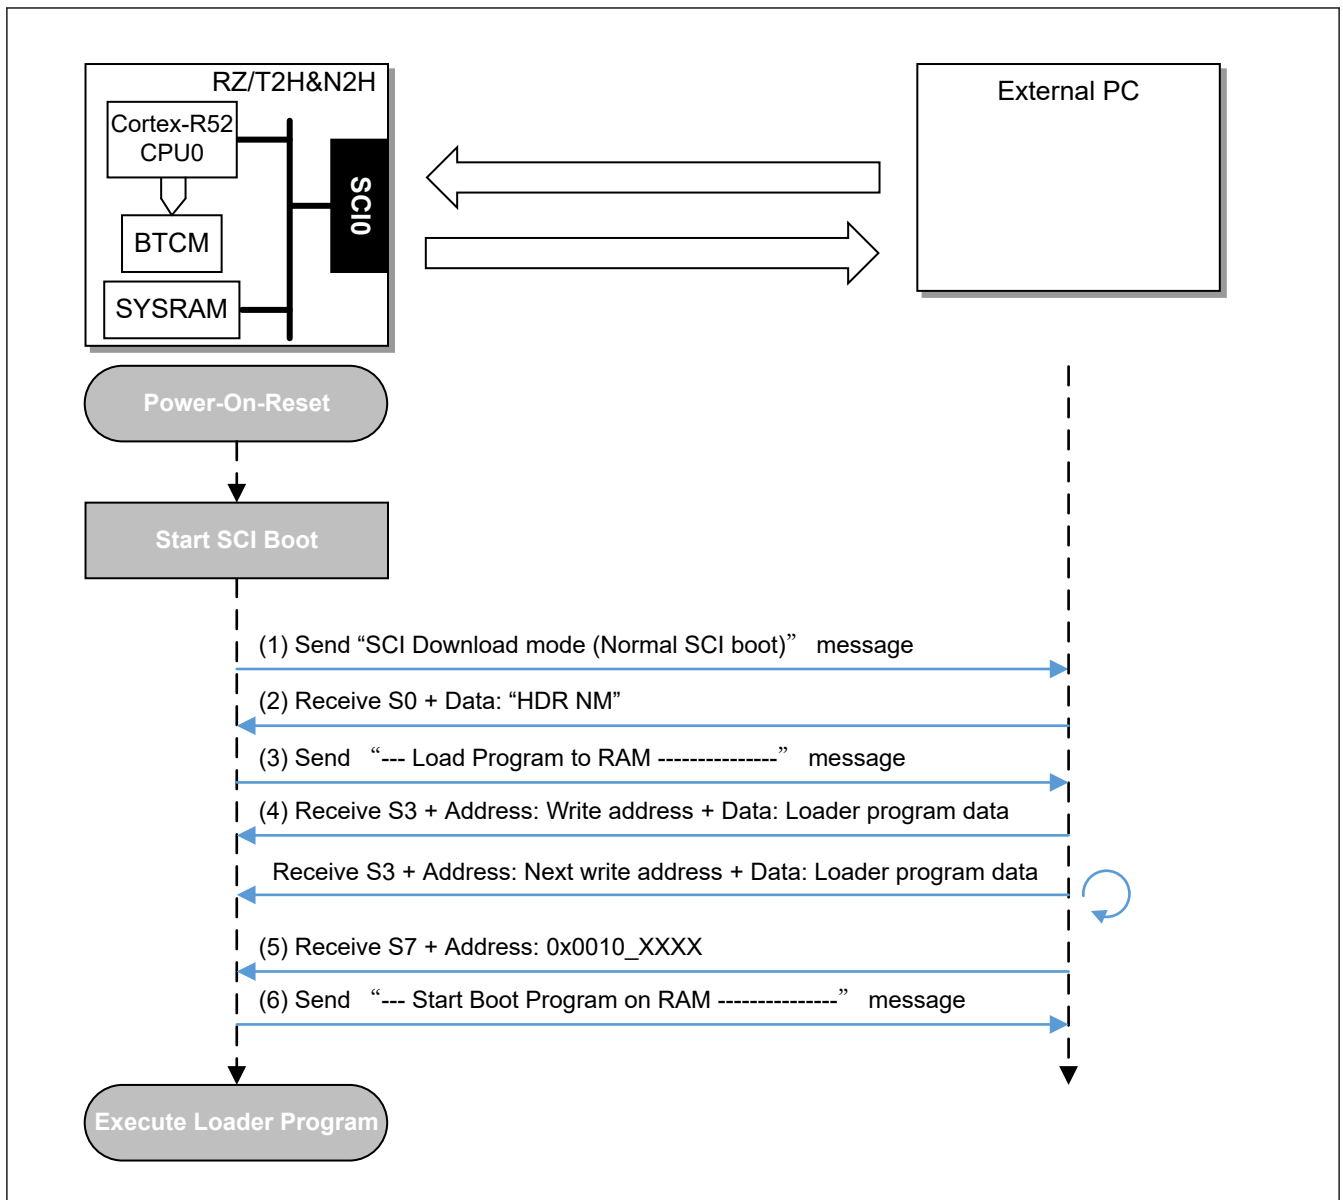 RZ/T2H&N2H
External PC
Cortex-R52
CPU0
SCI0
BTCM
SYSRAM
Power-On-Reset
Start SCI Boot
(1) Send “SCI Download mode (Normal SCI boot)” message
(2) Receive S0 + Data: “HDR NM”
(3) Send “--- Load Program to RAM ---------------” message
(4) Receive S3 + Address: Write address + Data: Loader program data
Receive S3 + Address: Next write address + Data: Loader program data
(5) Receive S7 + Address: 0x0010_XXXX
(6) Send “--- Start Boot Program on RAM ---------------” message
Execute Loader Program